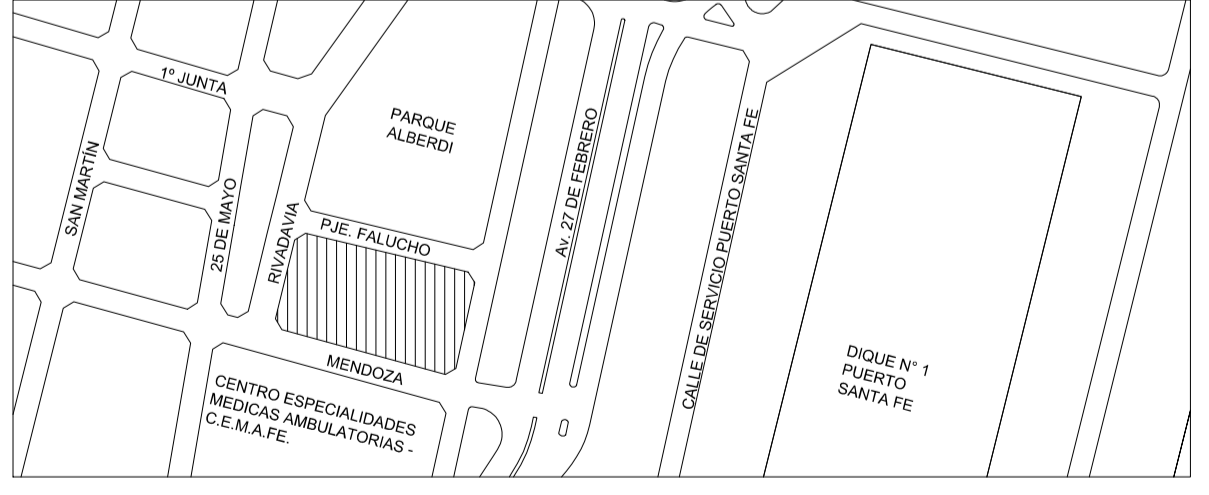 1º JUNTA
PARQUE
ALBERDI
SAN MARTÍN
25 DE MAYO
RIVADAVIA
PJE. FALUCHO
Av. 27 DE FEBRERO
CALLE DE SERVICIO PUERTO SANTA FE
MENDOZA
DIQUE N° 1
PUERTO
SANTA FE
CENTRO ESPECIALIDADES
MEDICAS AMBULATORIAS -
C.E.M.A.FE.